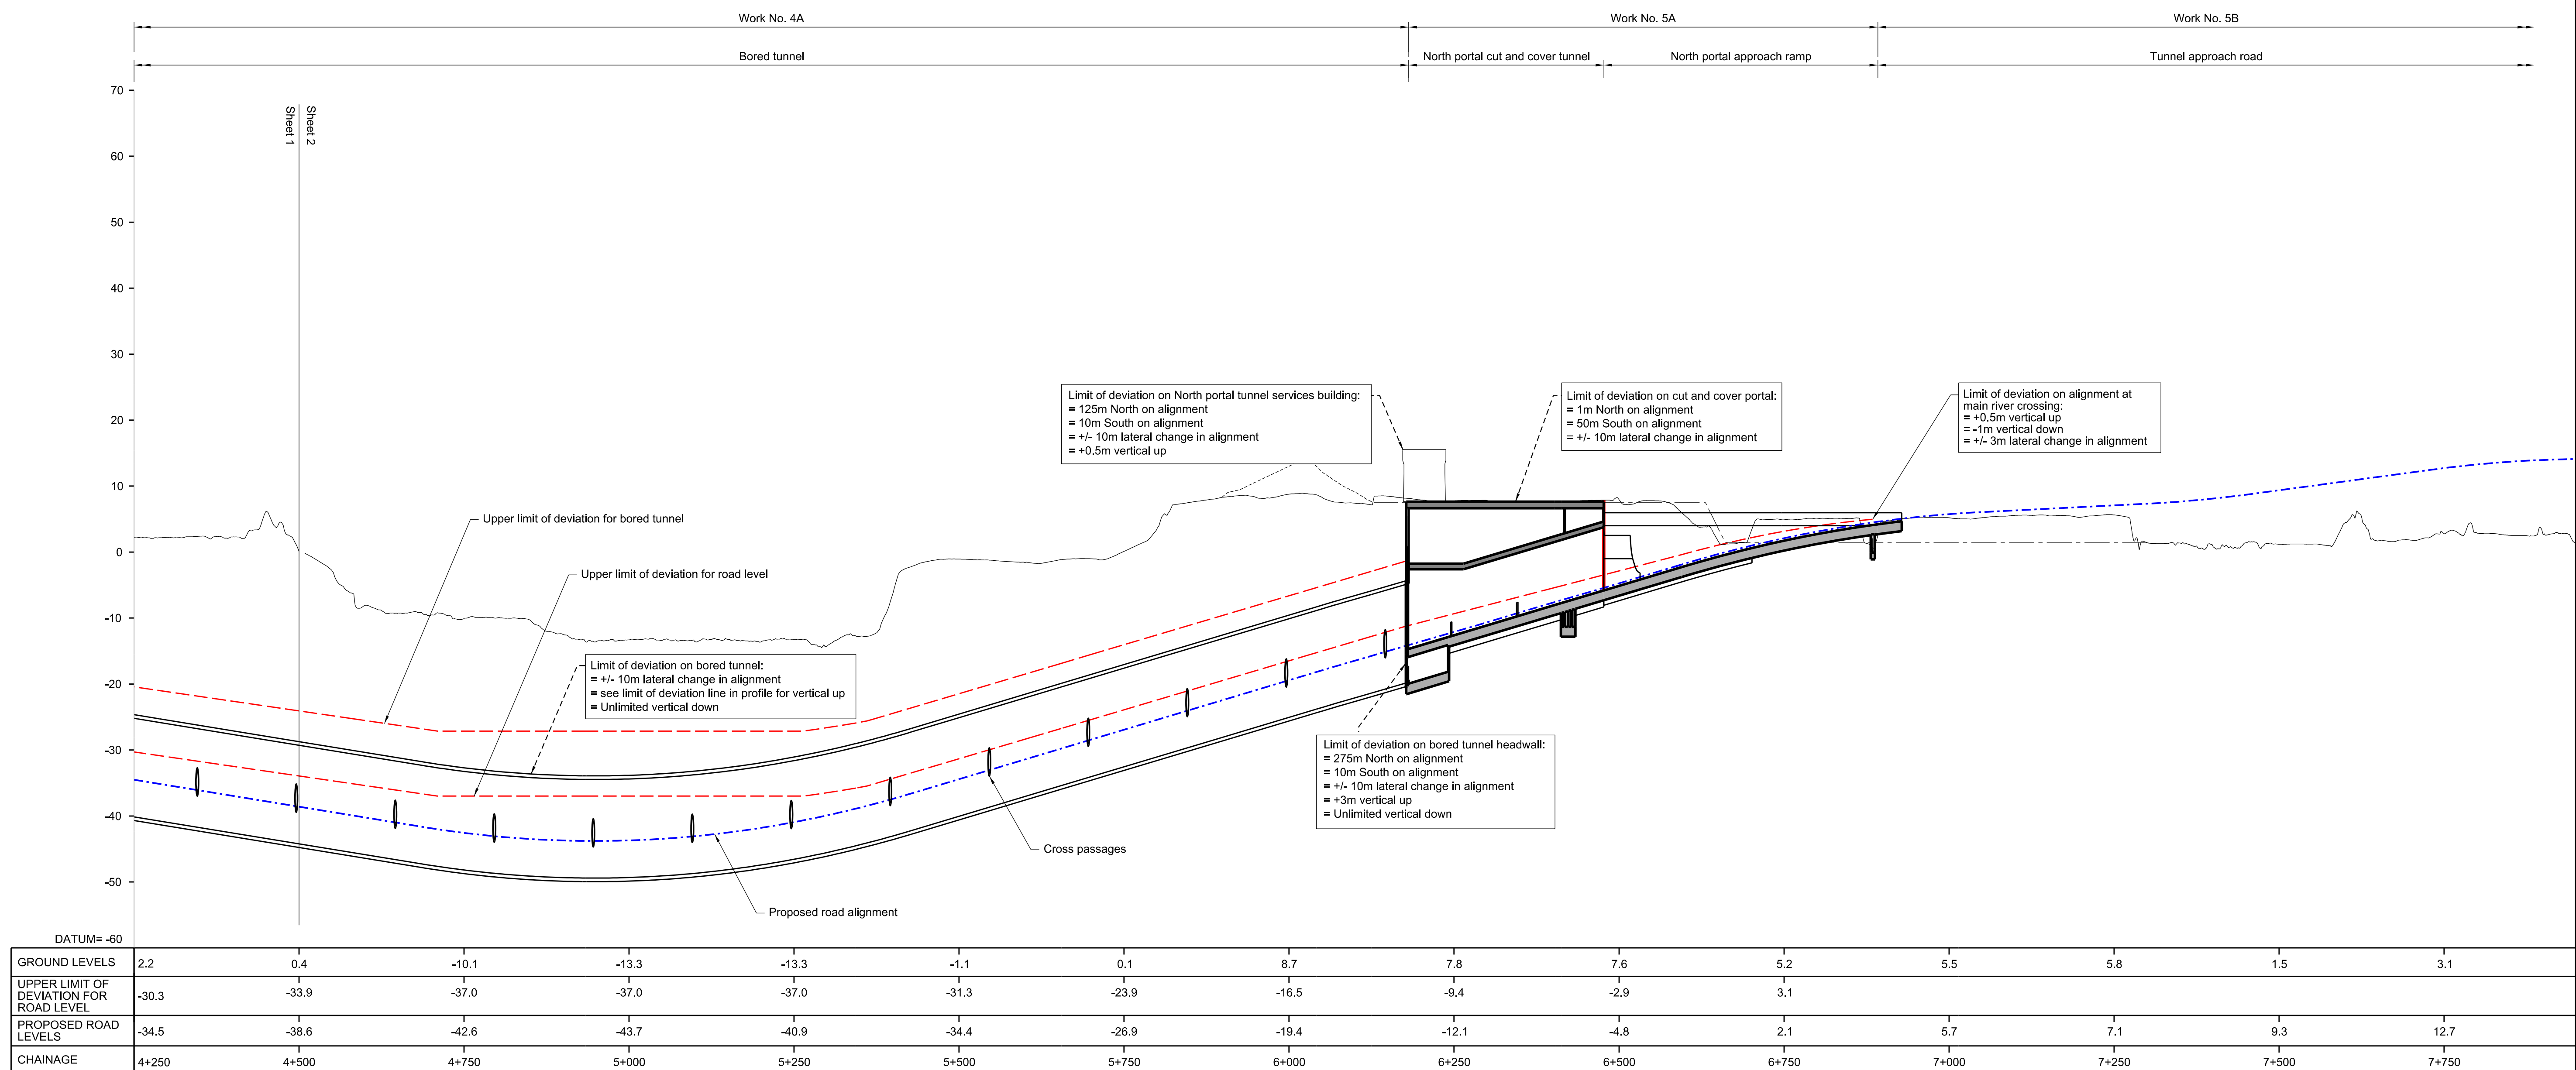 Work No. 4A
Work No. 5A
Work No. 5B
Bored tunnel
North portal cut and cover tunnel
North portal approach ramp
Tunnel approach road
70
60
50
40
30
20
10
0
-10
-20
-30
-40
-50
Sheet 1
Sheet 2
Limit of deviation on North portal tunnel services building:
= 125m North on alignment
= 10m South on alignment
= +/- 10m lateral change in alignment
= +0.5m vertical up
Limit of deviation on cut and cover portal:
= 1m North on alignment
= 50m South on alignment
= +/- 10m lateral change in alignment
Limit of deviation on alignment at
main river crossing:
= +0.5m vertical up
= -1m vertical down
= +/- 3m lateral change in alignment
Upper limit of deviation for bored tunnel
Upper limit of deviation for road level
Limit of deviation on bored tunnel:
= +/- 10m lateral change in alignment
= see limit of deviation line in profile for vertical up
= Unlimited vertical down
Limit of deviation on bored tunnel headwall:
= 275m North on alignment
= 10m South on alignment
= +/- 10m lateral change in alignment
= +3m vertical up
= Unlimited vertical down
Cross passages
Proposed road alignment
DATUM= -60
GROUND LEVELS 2.2 0.4 -10.1 -13.3 -13.3 -1.1 0.1 8.7 7.8 7.6 5.2 5.5 5.8 1.5 3.1
UPPER LIMIT OF
DEVIATION FOR
ROAD LEVEL
-30.3 -33.9 -37.0 -37.0 -37.0 -31.3 -23.9 -16.5 -9.4 -2.9 3.1
PROPOSED ROAD
LEVELS
-34.5 -38.6 -42.6 -43.7 -40.9 -34.4 -26.9 -19.4 -12.1 -4.8 2.1 5.7 7.1 9.3 12.7
CHAINAGE 4+250 4+500 4+750 5+000 5+250 5+500 5+750 6+000 6+250 6+500 6+750 7+000 7+250 7+500 7+750